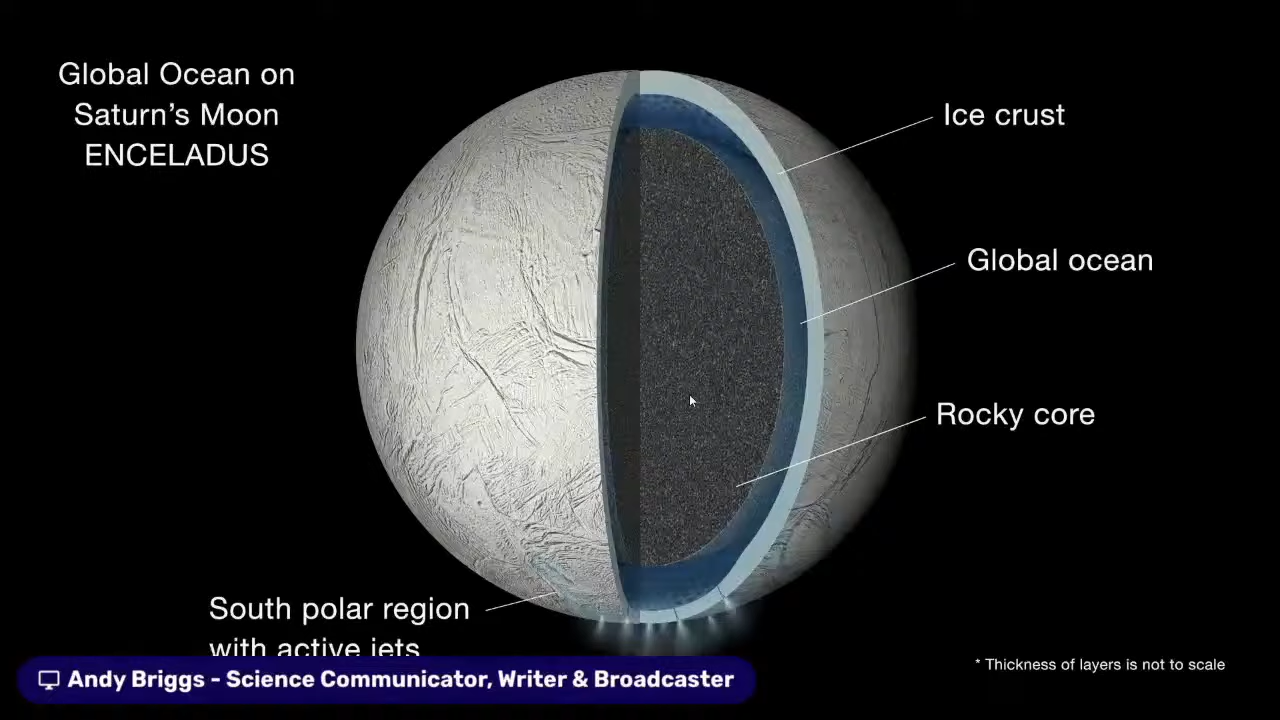 Global Ocean on
Saturn's Moon
ENCELADUS
Ice crust
Global ocean
Rocky core
South polar region
with active jets
* Thickness of layers is not to scale
Andy Briggs - Science Communicator, Writer & Broadcaster